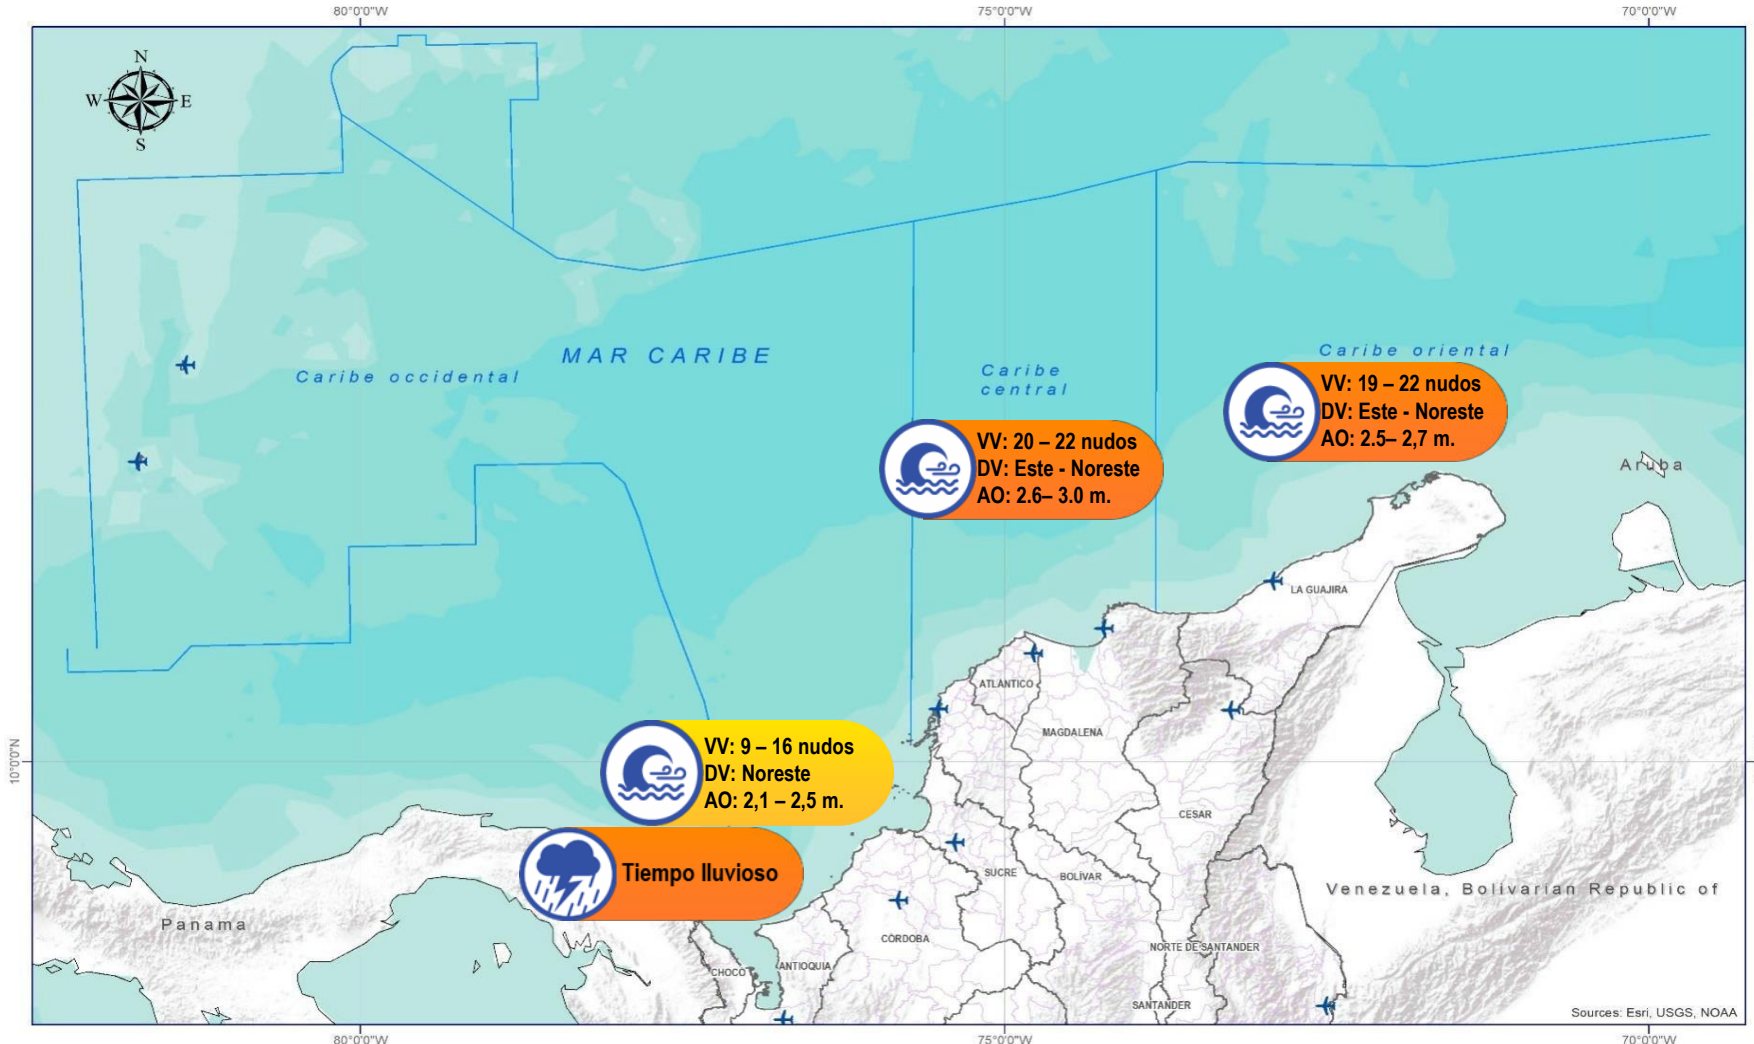 80°0'0"W
75°0'0"W
70°0'0"W
N
W
E
S
MAR CARIBE
Caribe occidental
Caribe
central
Caribe oriental
VV: 19 – 22 nudos
DV: Este - Noreste
AO: 2.5– 2,7 m.
VV: 20 – 22 nudos
DV: Este - Noreste
AO: 2.6– 3.0 m.
Aruba
LA GUAJIRA
ATLÁNTICO
MAGDALENA
10°0'0"N
VV: 9 – 16 nudos
DV: Noreste
AO: 2,1 – 2,5 m.
CESAR
Tiempo lluvioso
SUCRE
BOLÍVAR
Venezuela, Bolivarian Republic of
Panama
CÓRDOBA
NORTE DE SANTANDER
CHOCÓ
ANTIOQUIA
SANTANDER
Sources: Esri, USGS, NOAA
80°0'0"W
75°0'0"W
70°0'0"W